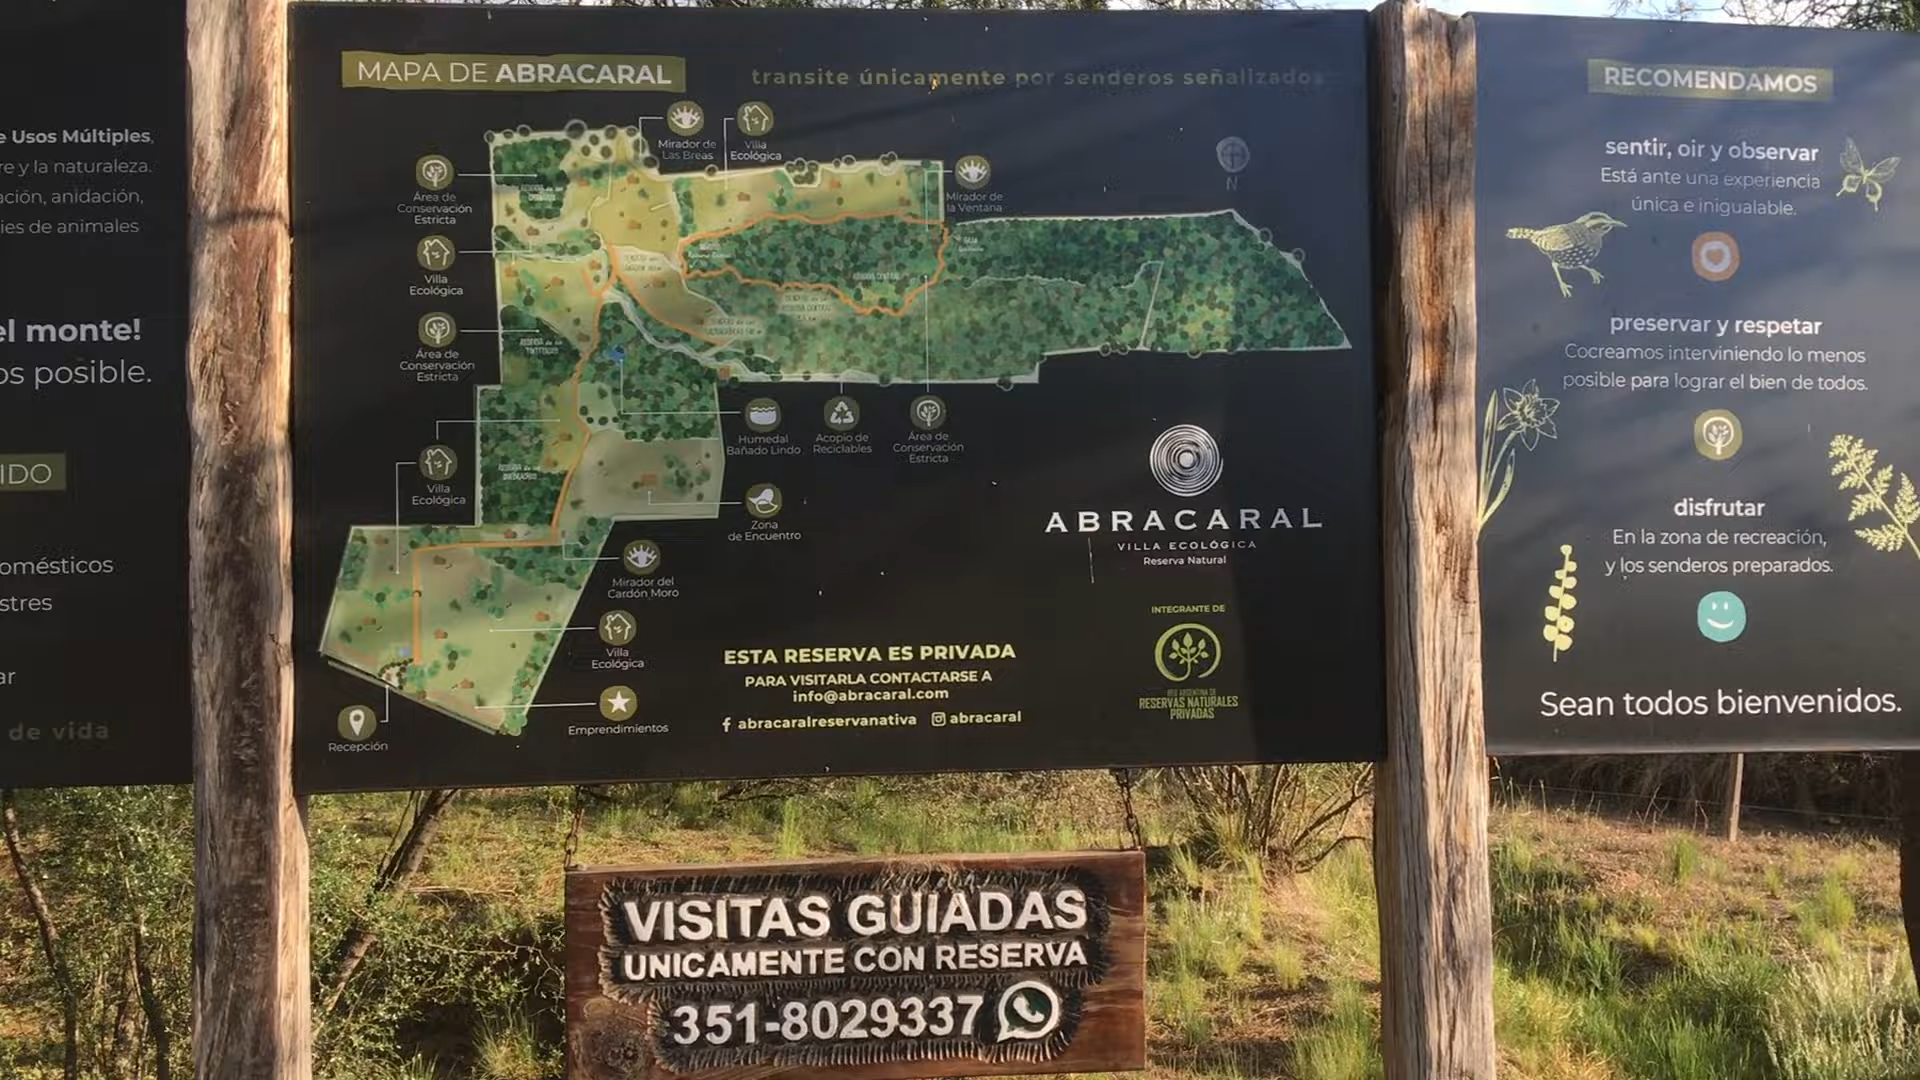 e Usos Múltiples,
re y la naturaleza.
ación, anidación,
ies de animales
el monte!
os posible.
IDO
omésticos
stres
ar
de vida
MAPA DE ABRACARAL
transite únicamente por senderos señalizados
Mirador de
Las Breas
Villa
Ecológica
Área de
Conservación
Estricta
Mirador de
la Ventana
N
Villa
Ecológica
Área de
Conservación
Estricta
Villa
Ecológica
Humedal
Bañado Lindo
Acopio de
Reciclables
Área de
Conservación
Estricta
Zona
de Encuentro
Mirador del
Cardón Moro
Villa
Ecológica
Emprendimientos
Recepción
ABRACARAL
VILLA ECOLÓGICA
Reserva Natural
INTEGRANTE DE
RED ARGENTINA DE
RESERVAS NATURALES
PRIVADAS
ESTA RESERVA ES PRIVADA
PARA VISITARLA CONTACTARSE A
info@abracaral.com
abracaralreservanativa abracaral
RECOMENDAMOS
sentir, oir y observar
Está ante una experiencia
única e inigualable.
preservar y respetar
Cocreamos interviniendo lo menos
posible para lograr el bien de todos.
disfrutar
En la zona de recreación,
y los senderos preparados.
Sean todos bienvenidos.
VISITAS GUIADAS
UNICAMENTE CON RESERVA
351-8029337